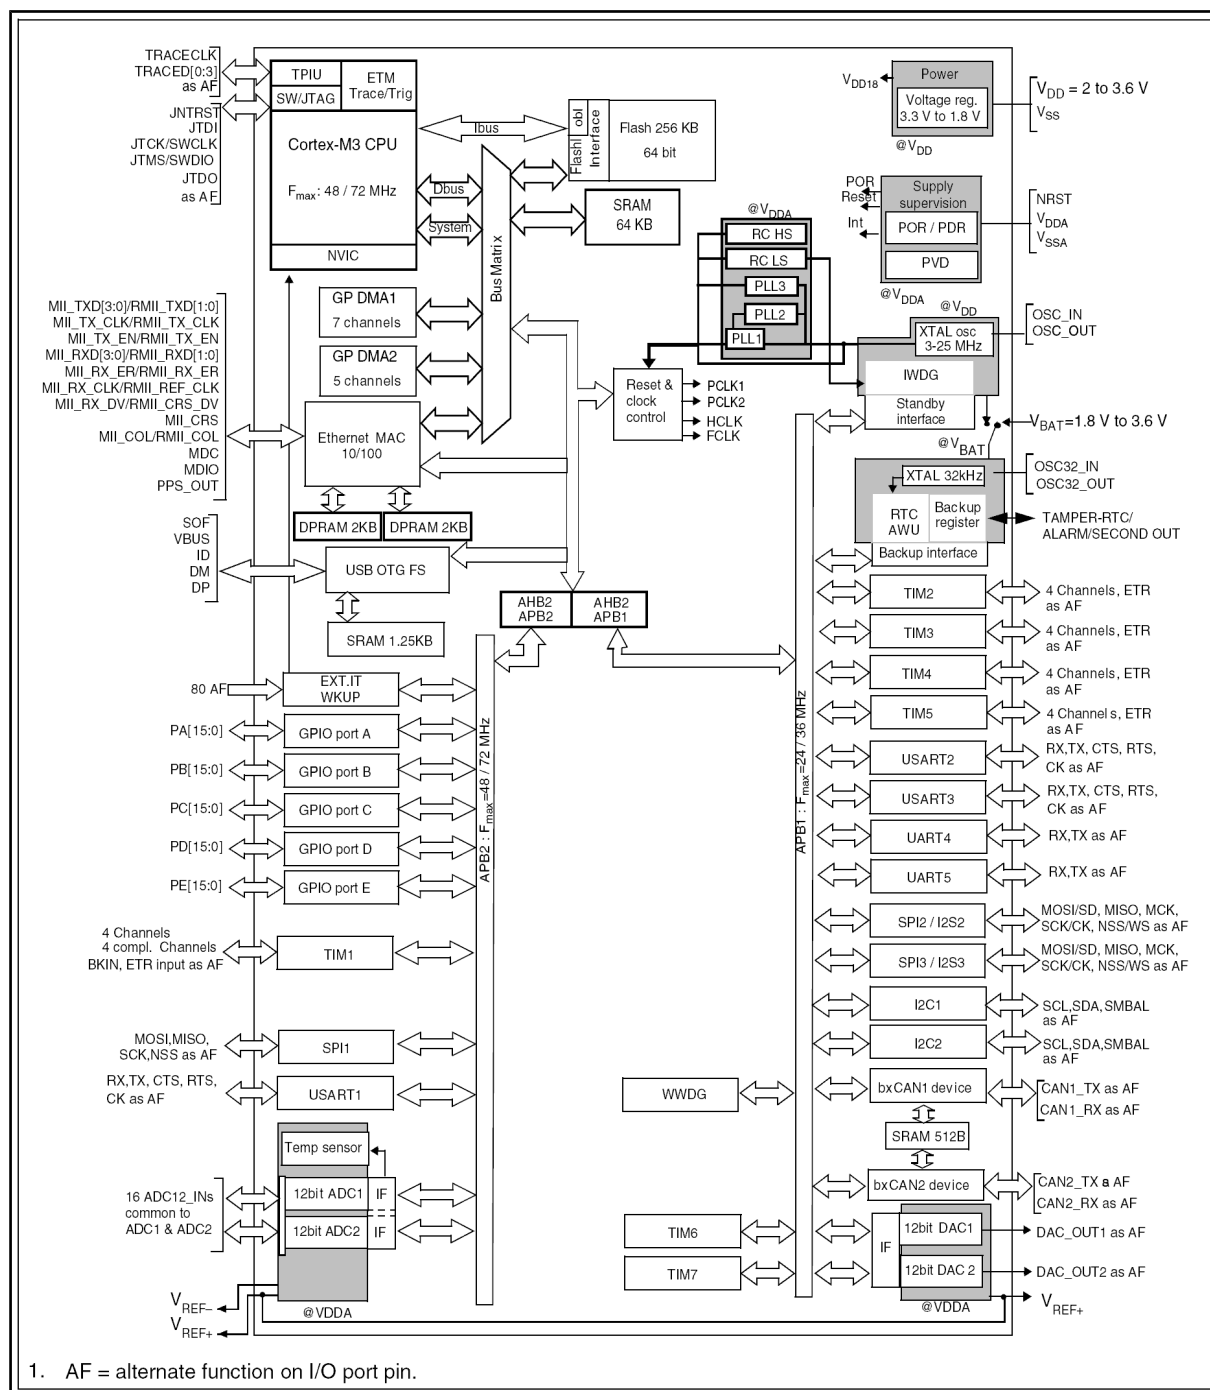 TRACECLK
TRACED[0:3]
as AF
JNTRST
JTDI
JTCK/SWCLK
JTMS/SWDIO
JTDO
as AF
TPIU
SW/JTAG
ETM
Trace/Trig
Cortex-M3 CPU
Fmax: 48 / 72 MHz
NVIC
Ibus
Dbus
System
Bus Matrix
Flash
obl
Interface
Flash 256 KB
64 bit
SRAM
64 KB
VDD18
Power
Voltage reg.
3.3 V to 1.8 V
@VDD
VDD = 2 to 3.6 V
VSS
POR
Reset
Int
Supply
supervision
POR / PDR
PVD
@VDDA
NRST
VDDA
VSSA
@VDDA
RC HS
RC LS
PLL3
PLL2
PLL1
@VDD
XTAL osc
3-25 MHz
IWDG
Standby
interface
OSC_IN
OSC_OUT
VBAT=1.8 V to 3.6 V
@VBAT
GP DMA1
7 channels
GP DMA2
5 channels
Reset &
clock
control
PCLK1
PCLK2
HCLK
FCLK
MII_TXD[3:0]/RMII_TXD[1:0]
MII_TX_CLK/RMII_TX_CLK
MII_TX_EN/RMII_TX_EN
MII_RXD[3:0]/RMII_RXD[1:0]
MII_RX_ER/RMII_RX_ER
MII_RX_CLK/RMII_REF_CLK
MII_RX_DV/RMII_CRS_DV
MII_CRS
MII_COL/RMII_COL
MDC
MDIO
PPS_OUT
Ethernet MAC
10/100
DPRAM 2KB
DPRAM 2KB
XTAL 32kHz
RTC
AWU
Backup
register
Backup interface
OSC32_IN
OSC32_OUT
TAMPER-RTC/
ALARM/SECOND OUT
SOF
VBUS
ID
DM
DP
USB OTG FS
SRAM 1.25KB
AHB2
APB2
AHB2
APB1
80 AF
EXT.IT
WKUP
PA[15:0]
GPIO port A
PB[15:0]
GPIO port B
PC[15:0]
GPIO port C
PD[15:0]
GPIO port D
PE[15:0]
GPIO port E
4 Channels
4 compl. Channels
BKIN, ETR input as AF
TIM1
MOSI,MISO,
SCK,NSS as AF
SPI1
RX,TX, CTS, RTS,
CK as AF
USART1
Temp sensor
16 ADC12_INs
common to
ADC1 & ADC2
12bit ADC1
IF
12bit ADC2
IF
VREF–
VREF+
@VDDA
APB2 : Fmax=48 / 72 MHz
APB1 : Fmax=24 / 36 MHz
TIM2
4 Channels, ETR
as AF
TIM3
4 Channels, ETR
as AF
TIM4
4 Channels, ETR
as AF
TIM5
4 Channels, ETR
as AF
USART2
RX,TX, CTS, RTS,
CK as AF
USART3
RX,TX, CTS, RTS,
CK as AF
UART4
RX,TX as AF
UART5
RX,TX as AF
SPI2 / I2S2
MOSI/SD, MISO, MCK,
SCK/CK, NSS/WS as AF
SPI3 / I2S3
MOSI/SD, MISO, MCK,
SCK/CK, NSS/WS as AF
I2C1
SCL,SDA,SMBAL
as AF
I2C2
SCL,SDA,SMBAL
as AF
WWDG
bxCAN1 device
CAN1_TX as AF
CAN1_RX as AF
SRAM 512B
bxCAN2 device
CAN2_TX a AF
CAN2_RX as AF
TIM6
TIM7
IF
12bit DAC1
DAC_OUT1 as AF
12bit DAC 2
DAC_OUT2 as AF
@VDDA
VREF+
1. AF = alternate function on I/O port pin.